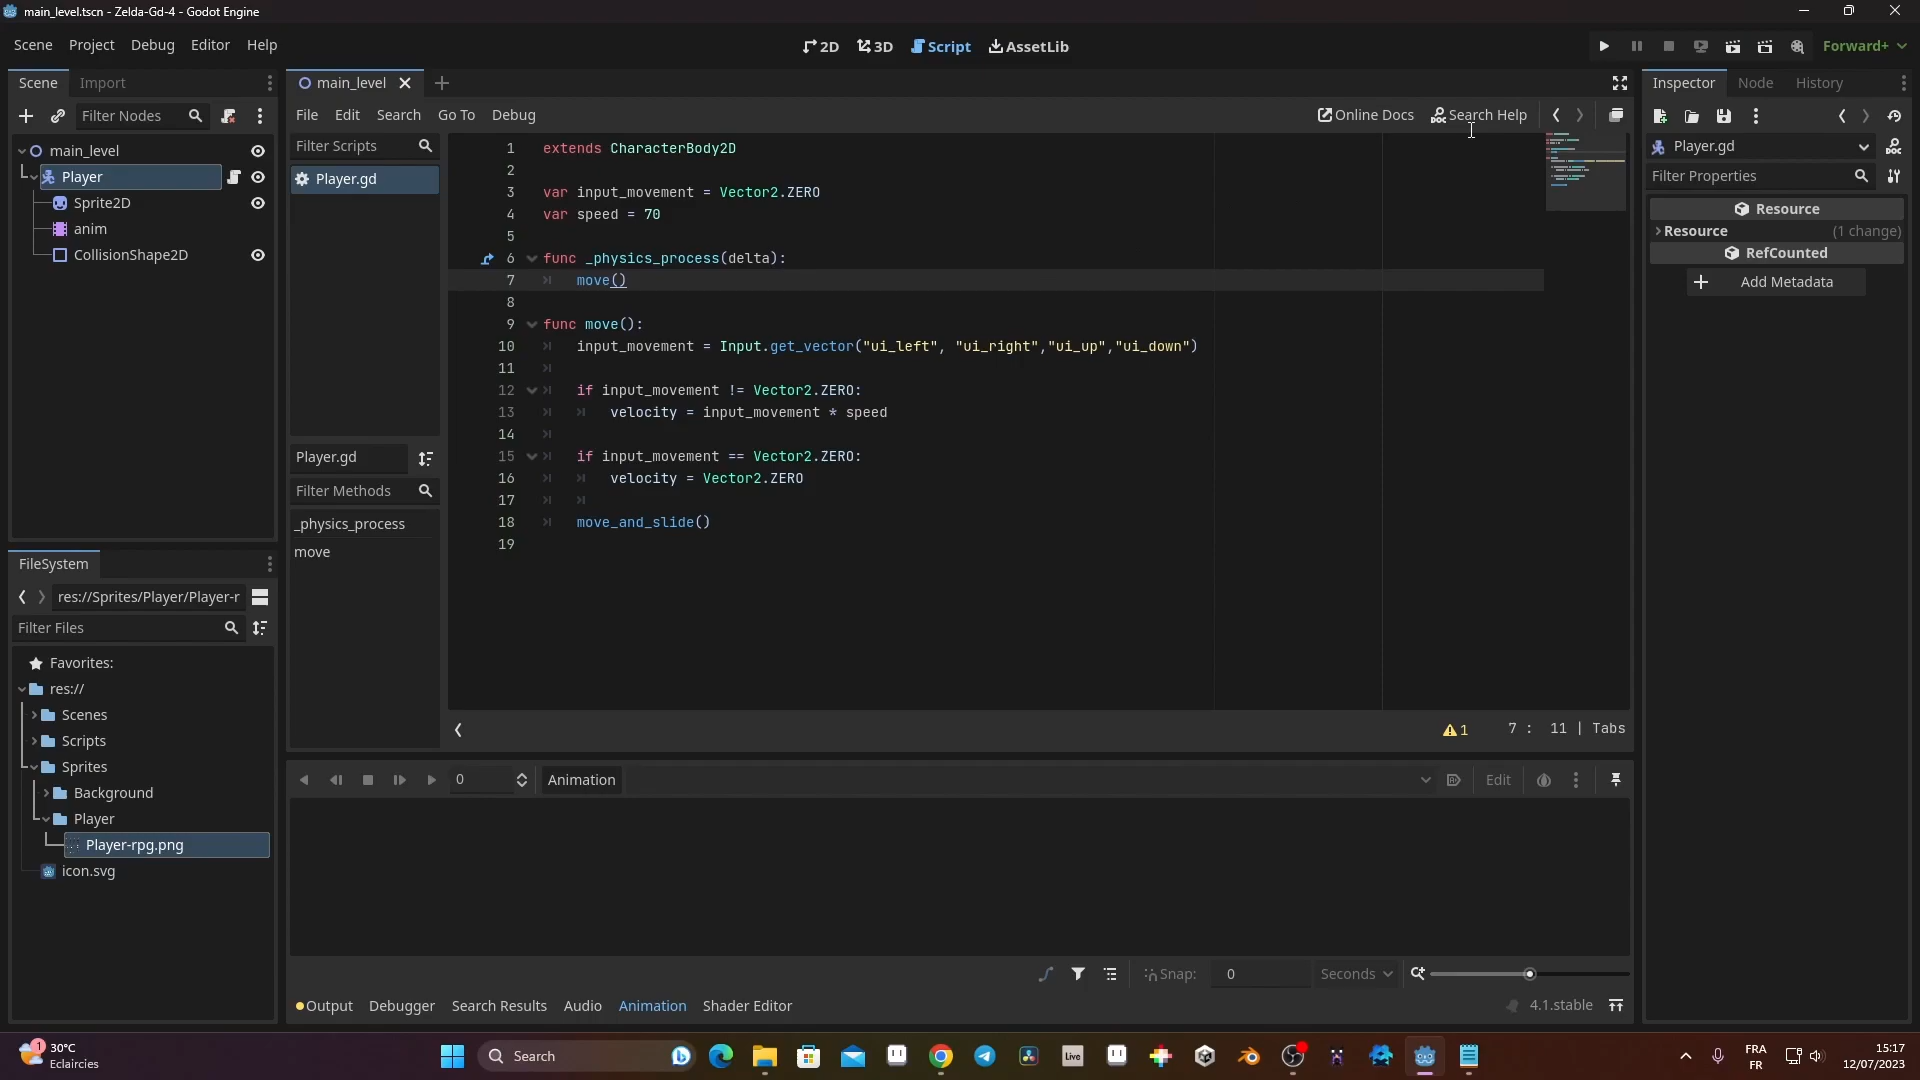 main_level.tscn - Zelda-Gd-4 - Godot Engine
Scene Project Debug Editor Help
2D 3D Script AssetLib
Forward+
Scene Import
Filter Nodes
main_level
Player
Sprite2D
anim
CollisionShape2D
FileSystem
res://Sprites/Player/Player-r
Filter Files
Favorites:
res://
Scenes
Scripts
Sprites
Background
Player
Player-rpg.png
icon.svg
main_level
File Edit Search Go To Debug
Online Docs Search Help
Filter Scripts
Player.gd
Player.gd
Filter Methods
_physics_process
move
1 extends CharacterBody2D
2
3 var input_movement = Vector2.ZERO
4 var speed = 70
5
6 func _physics_process(delta):
7 move()
8
9 func move():
10 input_movement = Input.get_vector("ui_left", "ui_right","ui_up","ui_down")
11
12 if input_movement != Vector2.ZERO:
13 velocity = input_movement * speed
14
15 if input_movement == Vector2.ZERO:
16 velocity = Vector2.ZERO
17
18 move_and_slide()
19
1 7 : 11 | Tabs
0 Animation Edit
Snap: 0 Seconds
Output Debugger Search Results Audio Animation Shader Editor
4.1.stable
Inspector Node History
Player.gd
Filter Properties
Resource
Resource (1 change)
RefCounted
Add Metadata
1
30°C
Eclaircies
Search
Live
FRA
FR
15:17
12/07/2023